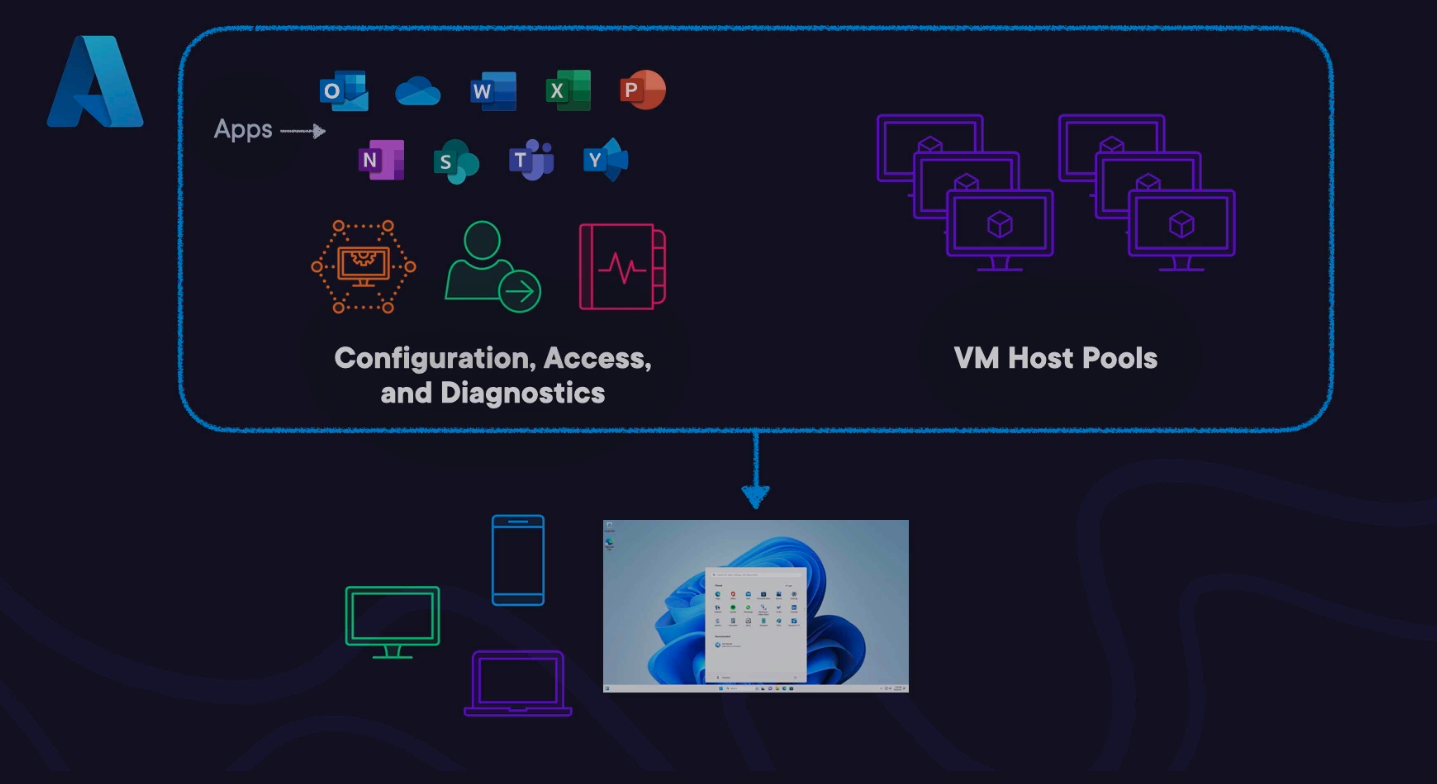 Apps
O
W
X
P
N
S
T
Y
Configuration, Access,
and Diagnostics
VM Host Pools